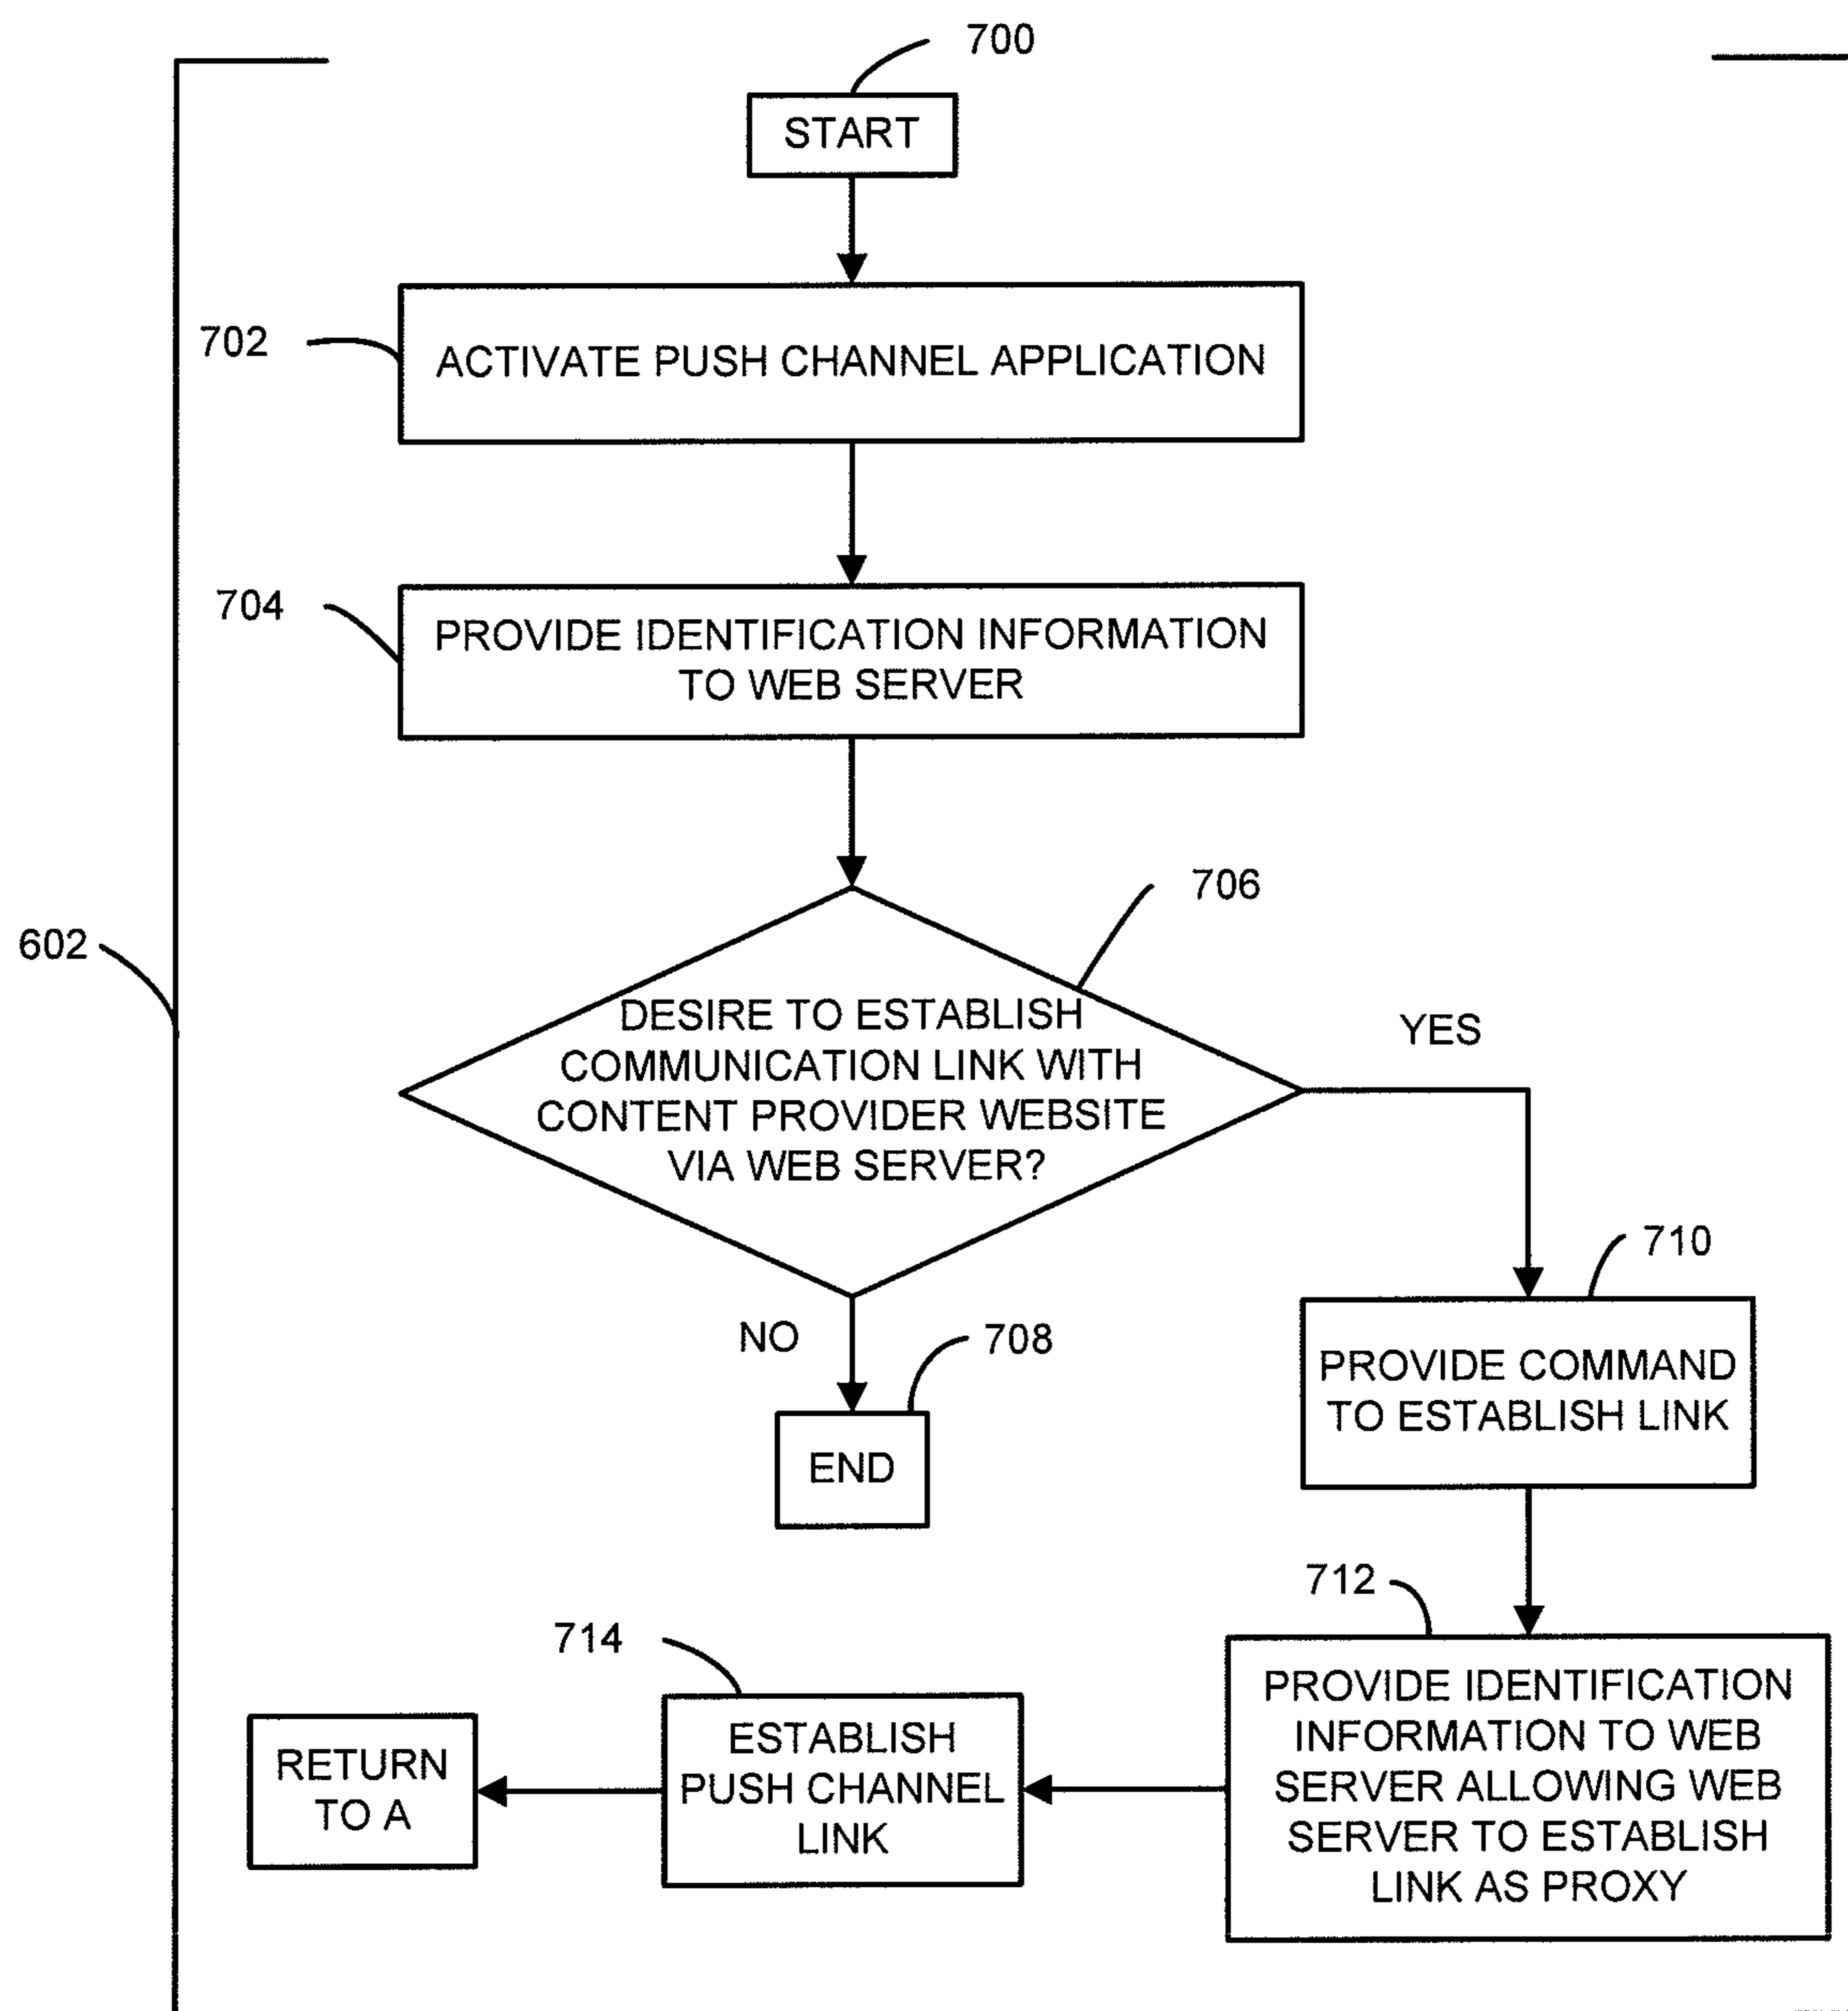 700
START
702
ACTIVATE PUSH CHANNEL APPLICATION
704
PROVIDE IDENTIFICATION INFORMATION
TO WEB SERVER
706
602
DESIRE TO ESTABLISH
COMMUNICATION LINK WITH
CONTENT PROVIDER WEBSITE
VIA WEB SERVER?
YES
NO
708
END
710
PROVIDE COMMAND
TO ESTABLISH LINK
712
PROVIDE IDENTIFICATION
INFORMATION TO WEB
SERVER ALLOWING WEB
SERVER TO ESTABLISH
LINK AS PROXY
714
ESTABLISH
PUSH CHANNEL
LINK
RETURN
TO A